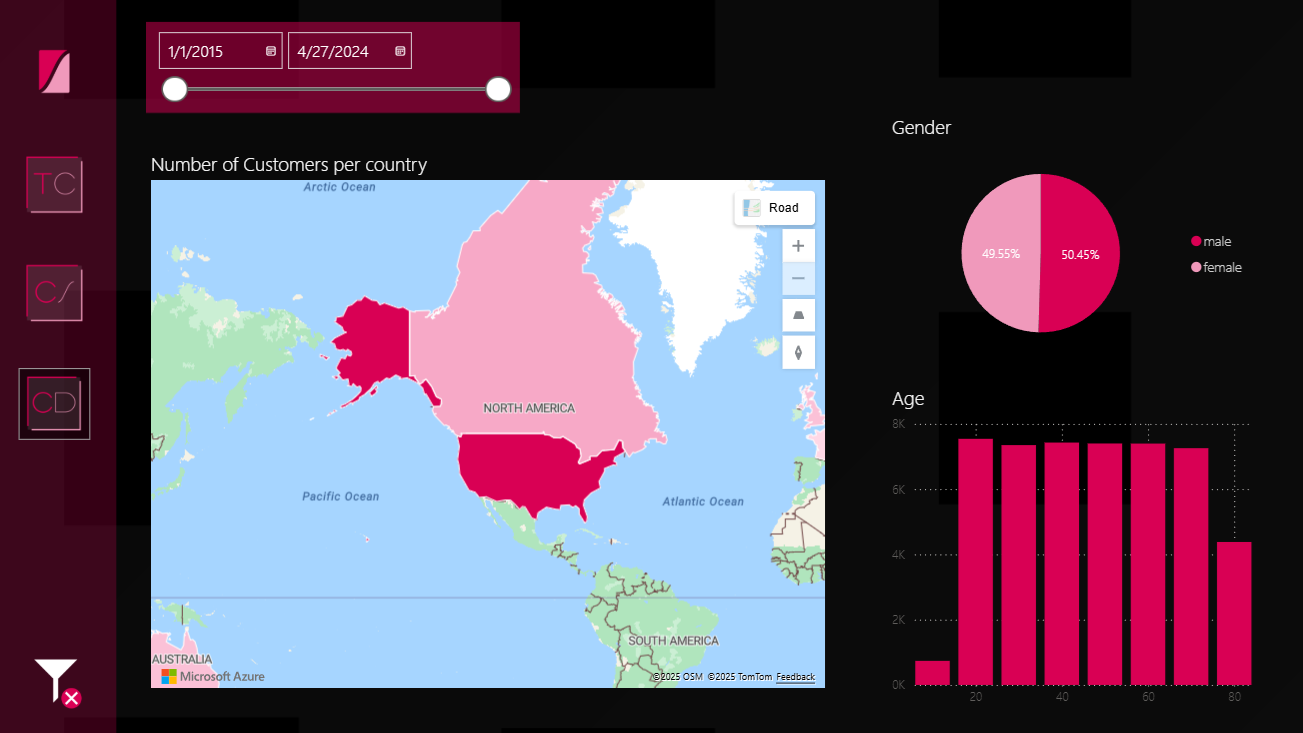 1/1/2015
4/27/2024
TC
C/
CD
Number of Customers per country
Arctic Ocean
Road
NORTH AMERICA
Pacific Ocean
Atlantic Ocean
SOUTH AMERICA
AUSTRALIA
Microsoft Azure
©2025 OSM ©2025 TomTom Feedback
Gender
49.55%
50.45%
male
female
Age
8K
6K
4K
2K
0K
20
40
60
80